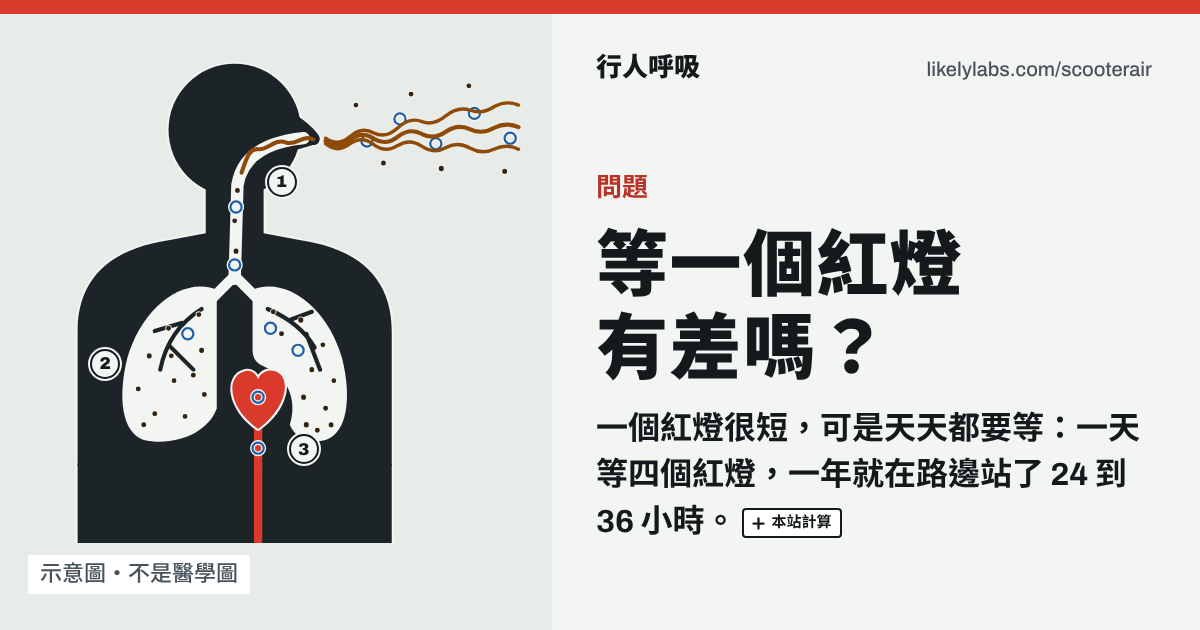 行人呼吸
likelylabs.com/scooterair
問題
等一個紅燈
有差嗎？
一個紅燈很短，可是天天都要等：一天
等四個紅燈，一年就在路邊站了 24 到
36 小時。 + 本站計算
1
2
3
示意圖・不是醫學圖